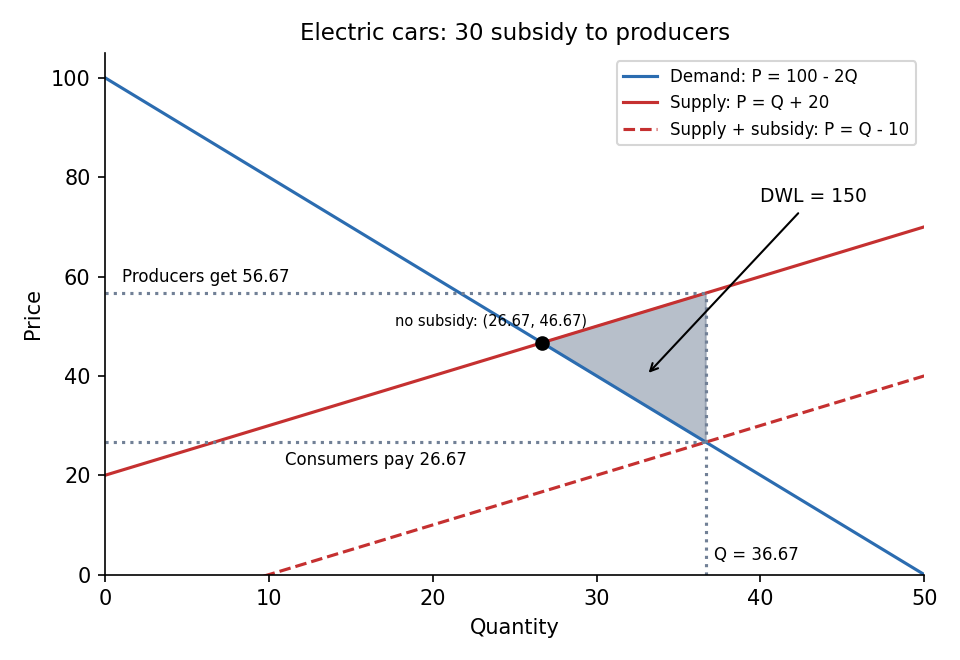 Electric cars: 30 subsidy to producers
Demand: P = 100 - 2Q
Supply: P = Q + 20
Supply + subsidy: P = Q - 10
DWL = 150
Producers get 56.67
no subsidy: (26.67, 46.67)
Consumers pay 26.67
Q = 36.67
Price
100
80
60
40
20
0
0
10
20
30
40
50
Quantity